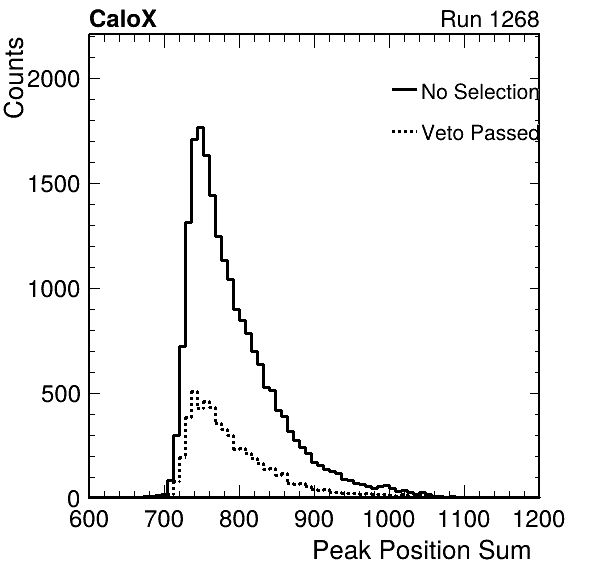 CaloX Run 1268
Counts
2000
1500
1000
500
0
No Selection
Veto Passed
600 700 800 900 1000 1100 1200
Peak Position Sum